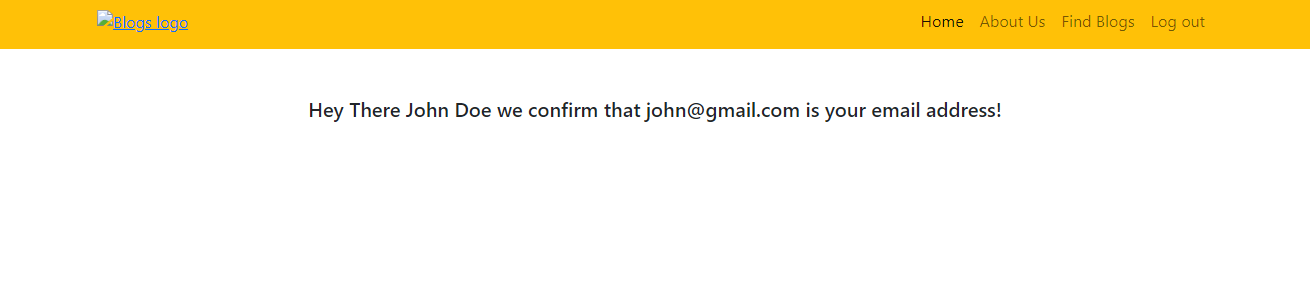 Blogs logo
Home About Us Find Blogs Log out
Hey There John Doe we confirm that john@gmail.com is your email address!